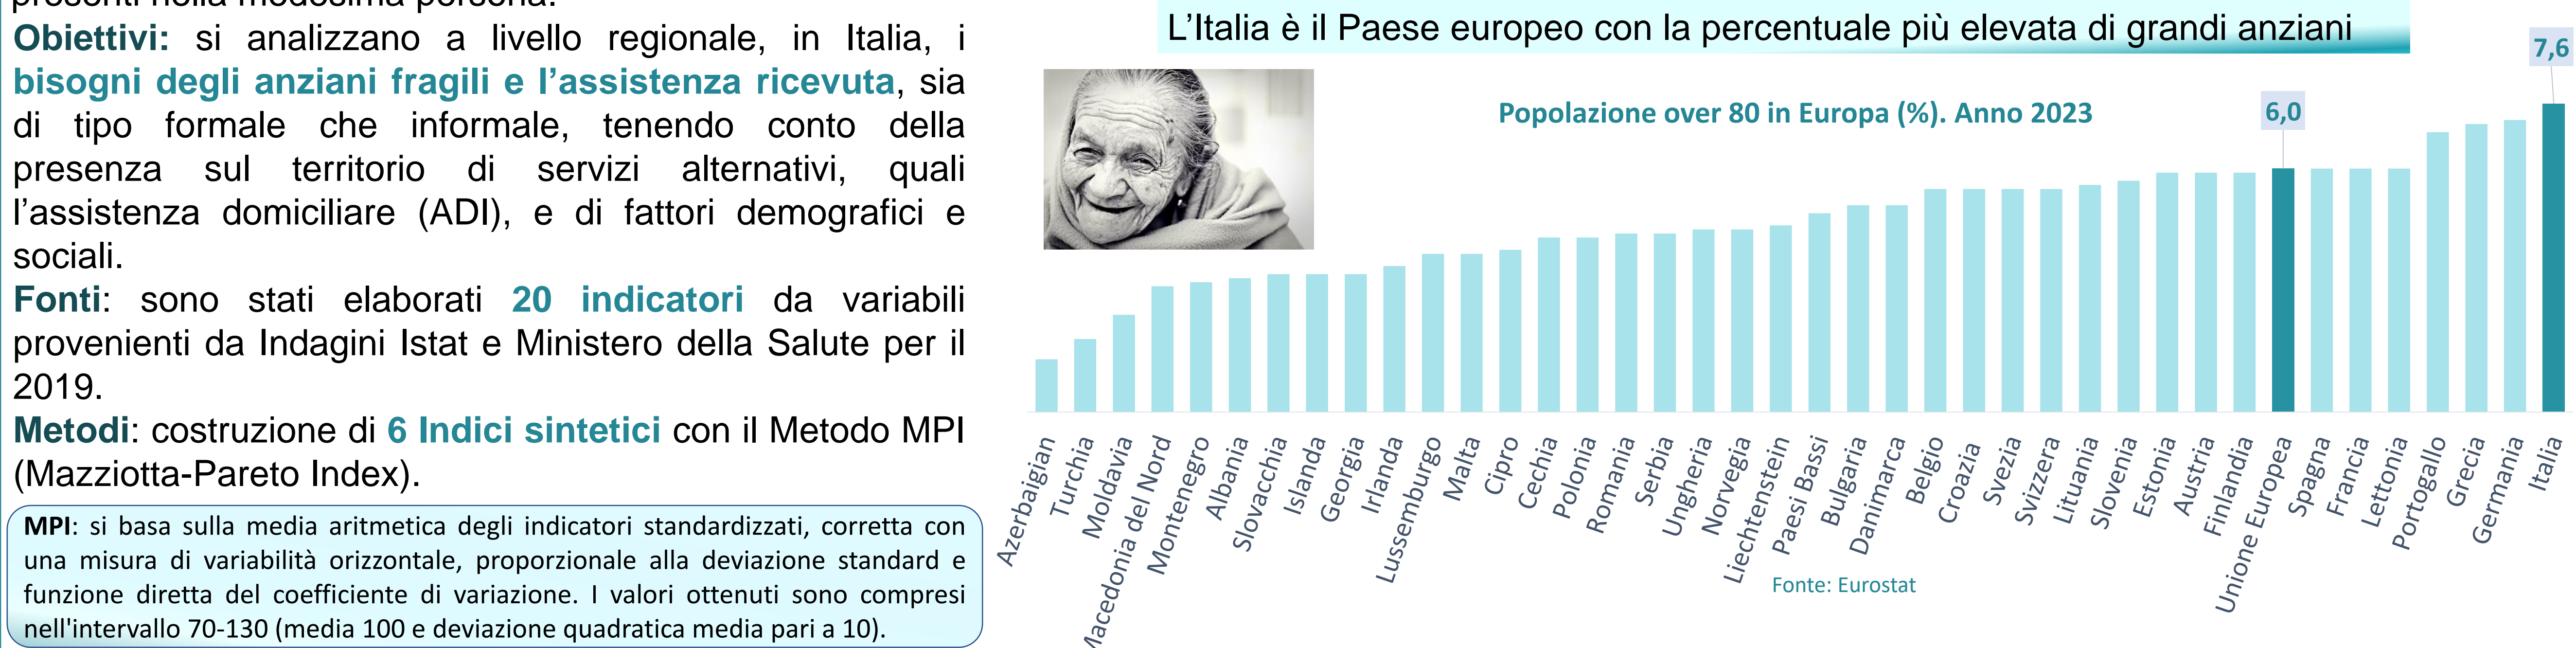 presenti nella medesima persona.
Obiettivi: si analizzano a livello regionale, in Italia, i
bisogni degli anziani fragili e l’assistenza ricevuta, sia
di tipo formale che informale, tenendo conto della
presenza sul territorio di servizi alternativi, quali
l’assistenza domiciliare (ADI), e di fattori demografici e
sociali.
Fonti: sono stati elaborati 20 indicatori da variabili
provenienti da Indagini Istat e Ministero della Salute per il
2019.
Metodi: costruzione di 6 Indici sintetici con il Metodo MPI
(Mazziotta-Pareto Index).
MPI: si basa sulla media aritmetica degli indicatori standardizzati, corretta con
una misura di variabilità orizzontale, proporzionale alla deviazione standard e
funzione diretta del coefficiente di variazione. I valori ottenuti sono compresi
nell'intervallo 70-130 (media 100 e deviazione quadratica media pari a 10).
L’Italia è il Paese europeo con la percentuale più elevata di grandi anziani
Popolazione over 80 in Europa (%). Anno 2023
6,0
7,6
Azerbaigian
Turchia
Moldavia
Macedonia del Nord
Montenegro
Albania
Slovacchia
Islanda
Georgia
Irlanda
Lussemburgo
Malta
Cipro
Cechia
Polonia
Romania
Serbia
Ungheria
Norvegia
Liechtenstein
Paesi Bassi
Bulgaria
Danimarca
Belgio
Croazia
Svezia
Svizzera
Lituania
Slovenia
Estonia
Austria
Finlandia
Unione Europea
Spagna
Francia
Lettonia
Portogallo
Grecia
Germania
Italia
Fonte: Eurostat